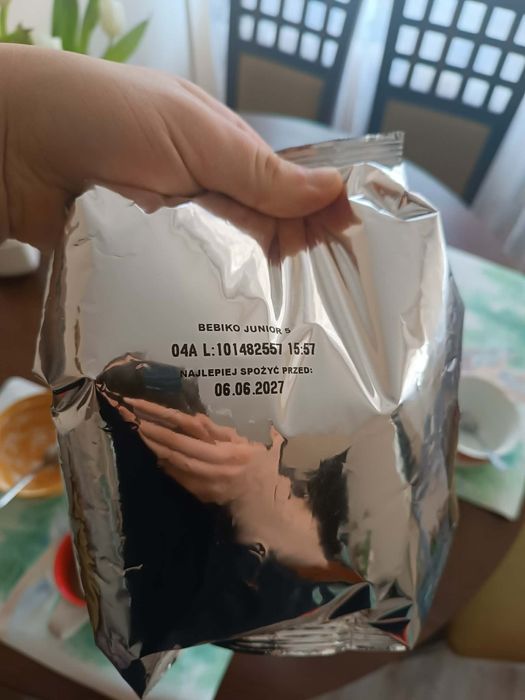 BEBIKO JUNIOR 5
04A L:101482557 15:57
NAJLEPIEJ SPOŻYĆ PRZED:
06.06.2027